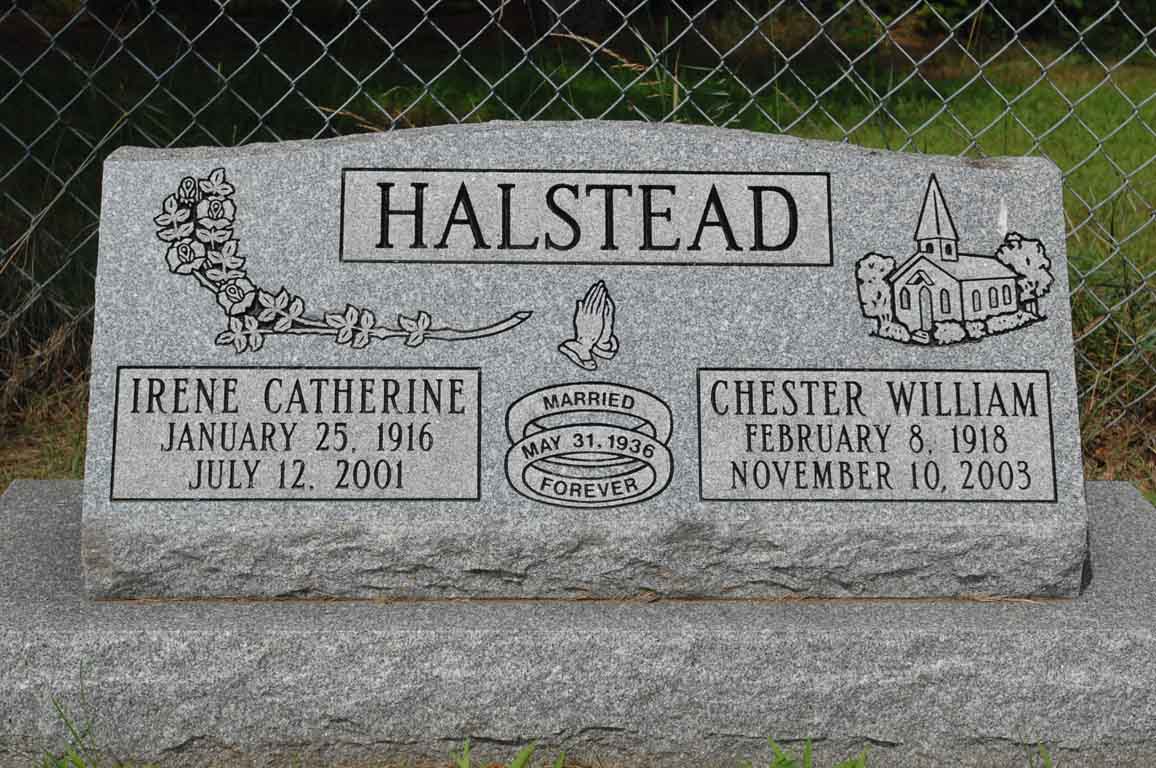 HALSTEAD
IRENE CATHERINE
JANUARY 25, 1916
JULY 12, 2001
MARRIED
MAY 31, 1936
FOREVER
CHESTER WILLIAM
FEBRUARY 8, 1918
NOVEMBER 10, 2003